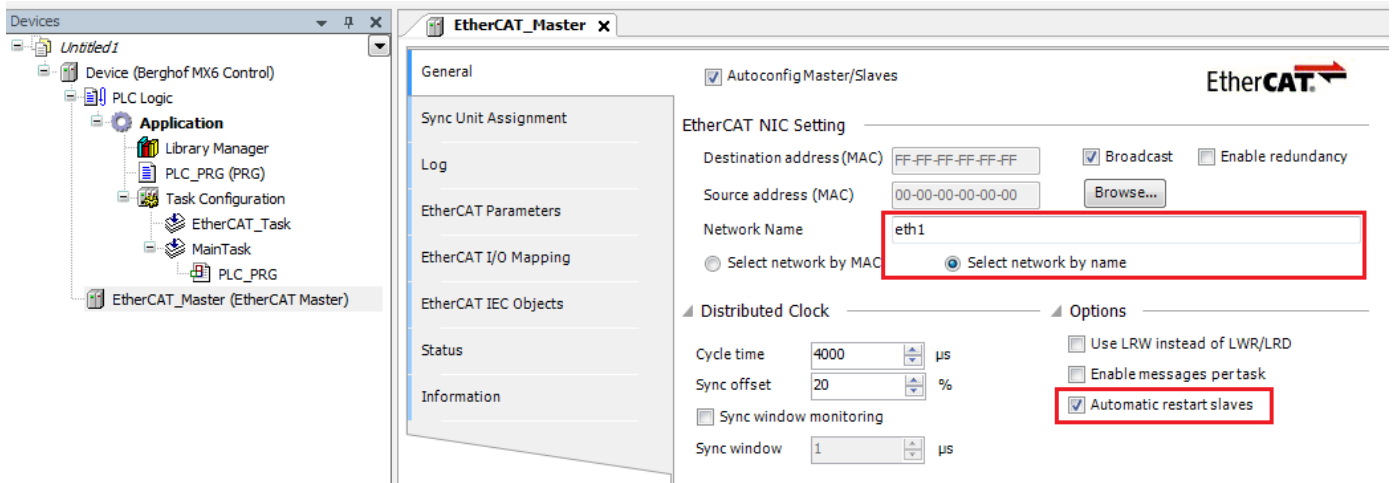 Devices
Untitled1
Device (Berghof MX6 Control)
PLC Logic
Application
Library Manager
PLC_PRG (PRG)
Task Configuration
EtherCAT_Task
MainTask
PLC_PRG
EtherCAT_Master (EtherCAT Master)
EtherCAT_Master X
General
Sync Unit Assignment
Log
EtherCAT Parameters
EtherCAT I/O Mapping
EtherCAT IEC Objects
Status
Information
Autoconfig Master/Slaves
EtherCAT.
EtherCAT NIC Setting
Destination address (MAC) FF-FF-FF-FF-FF-FF Broadcast Enable redundancy
Source address (MAC) 00-00-00-00-00-00 Browse...
Network Name eth1
Select network by MAC Select network by name
Distributed Clock
Cycle time 4000 µs
Sync offset 20 %
Sync window monitoring
Sync window 1 µs
Options
Use LRW instead of LWR/LRD
Enable messages per task
Automatic restart slaves